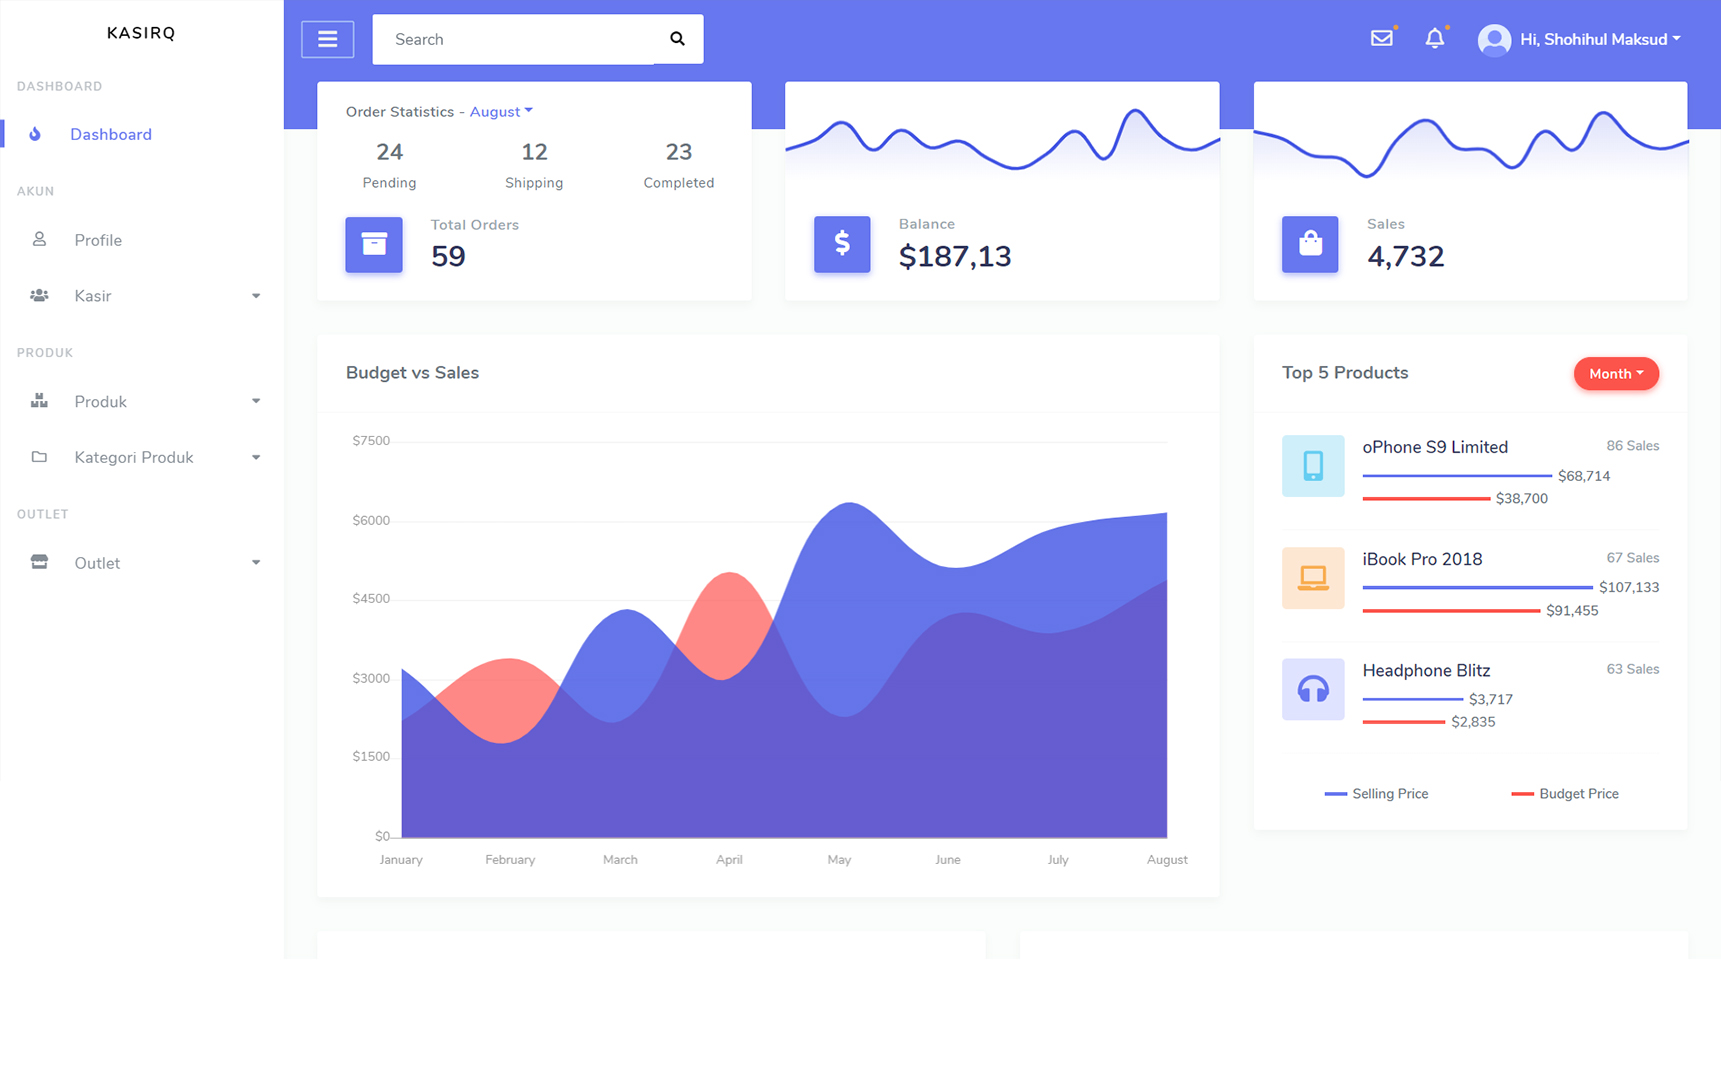 KASIRQ
DASHBOARD
Dashboard
AKUN
Profile
Kasir
PRODUK
Produk
Kategori Produk
OUTLET
Outlet
Search
Hi, Shohihul Maksud
Order Statistics - August
24 12 23
Pending Shipping Completed
Total Orders
59
Balance
$187,13
Sales
4,732
Budget vs Sales
$7500
$6000
$4500
$3000
$1500
$0
January February March April May June July August
Top 5 Products
Month
oPhone S9 Limited 86 Sales
$68,714
$38,700
iBook Pro 2018 67 Sales
$107,133
$91,455
Headphone Blitz 63 Sales
$3,717
$2,835
Selling Price Budget Price